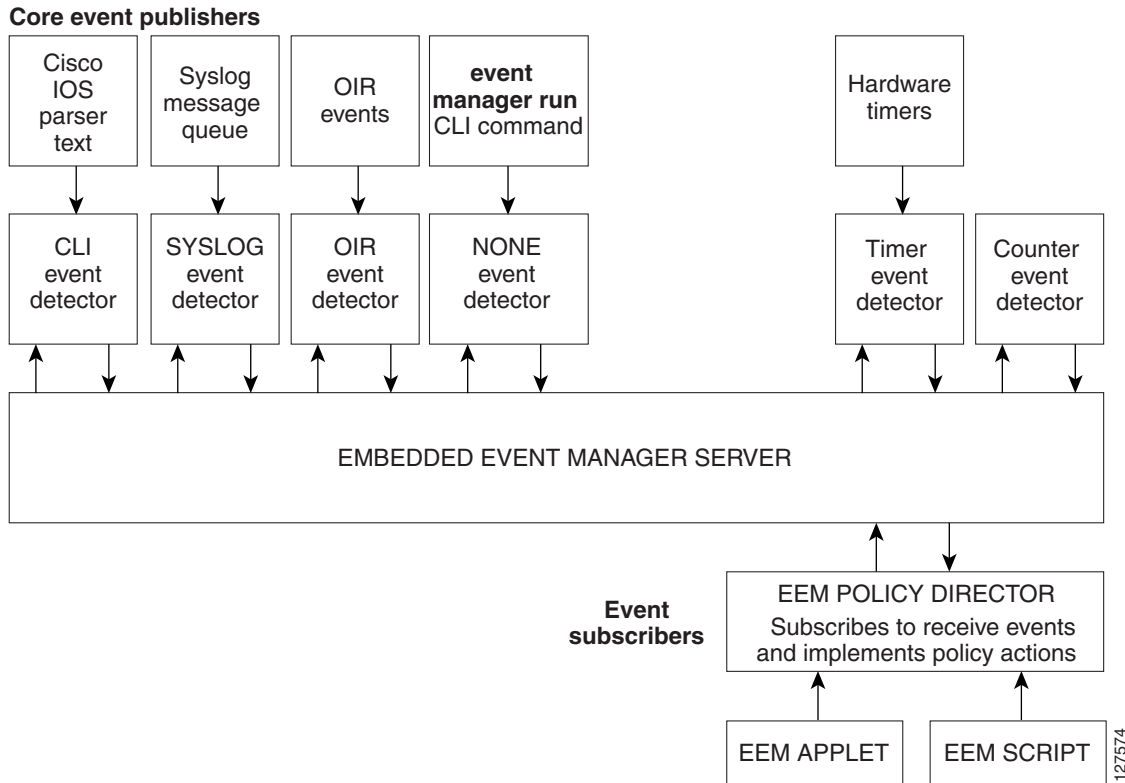 Core event publishers
Cisco
IOS
parser
text
Syslog
message
queue
OIR
events
event
manager run
CLI command
Hardware
timers
CLI
event
detector
SYSLOG
event
detector
OIR
event
detector
NONE
event
detector
Timer
event
detector
Counter
event
detector
EMBEDDED EVENT MANAGER SERVER
Event
subscribers
EEM POLICY DIRECTOR
Subscribes to receive events
and implements policy actions
EEM APPLET
EEM SCRIPT
127574